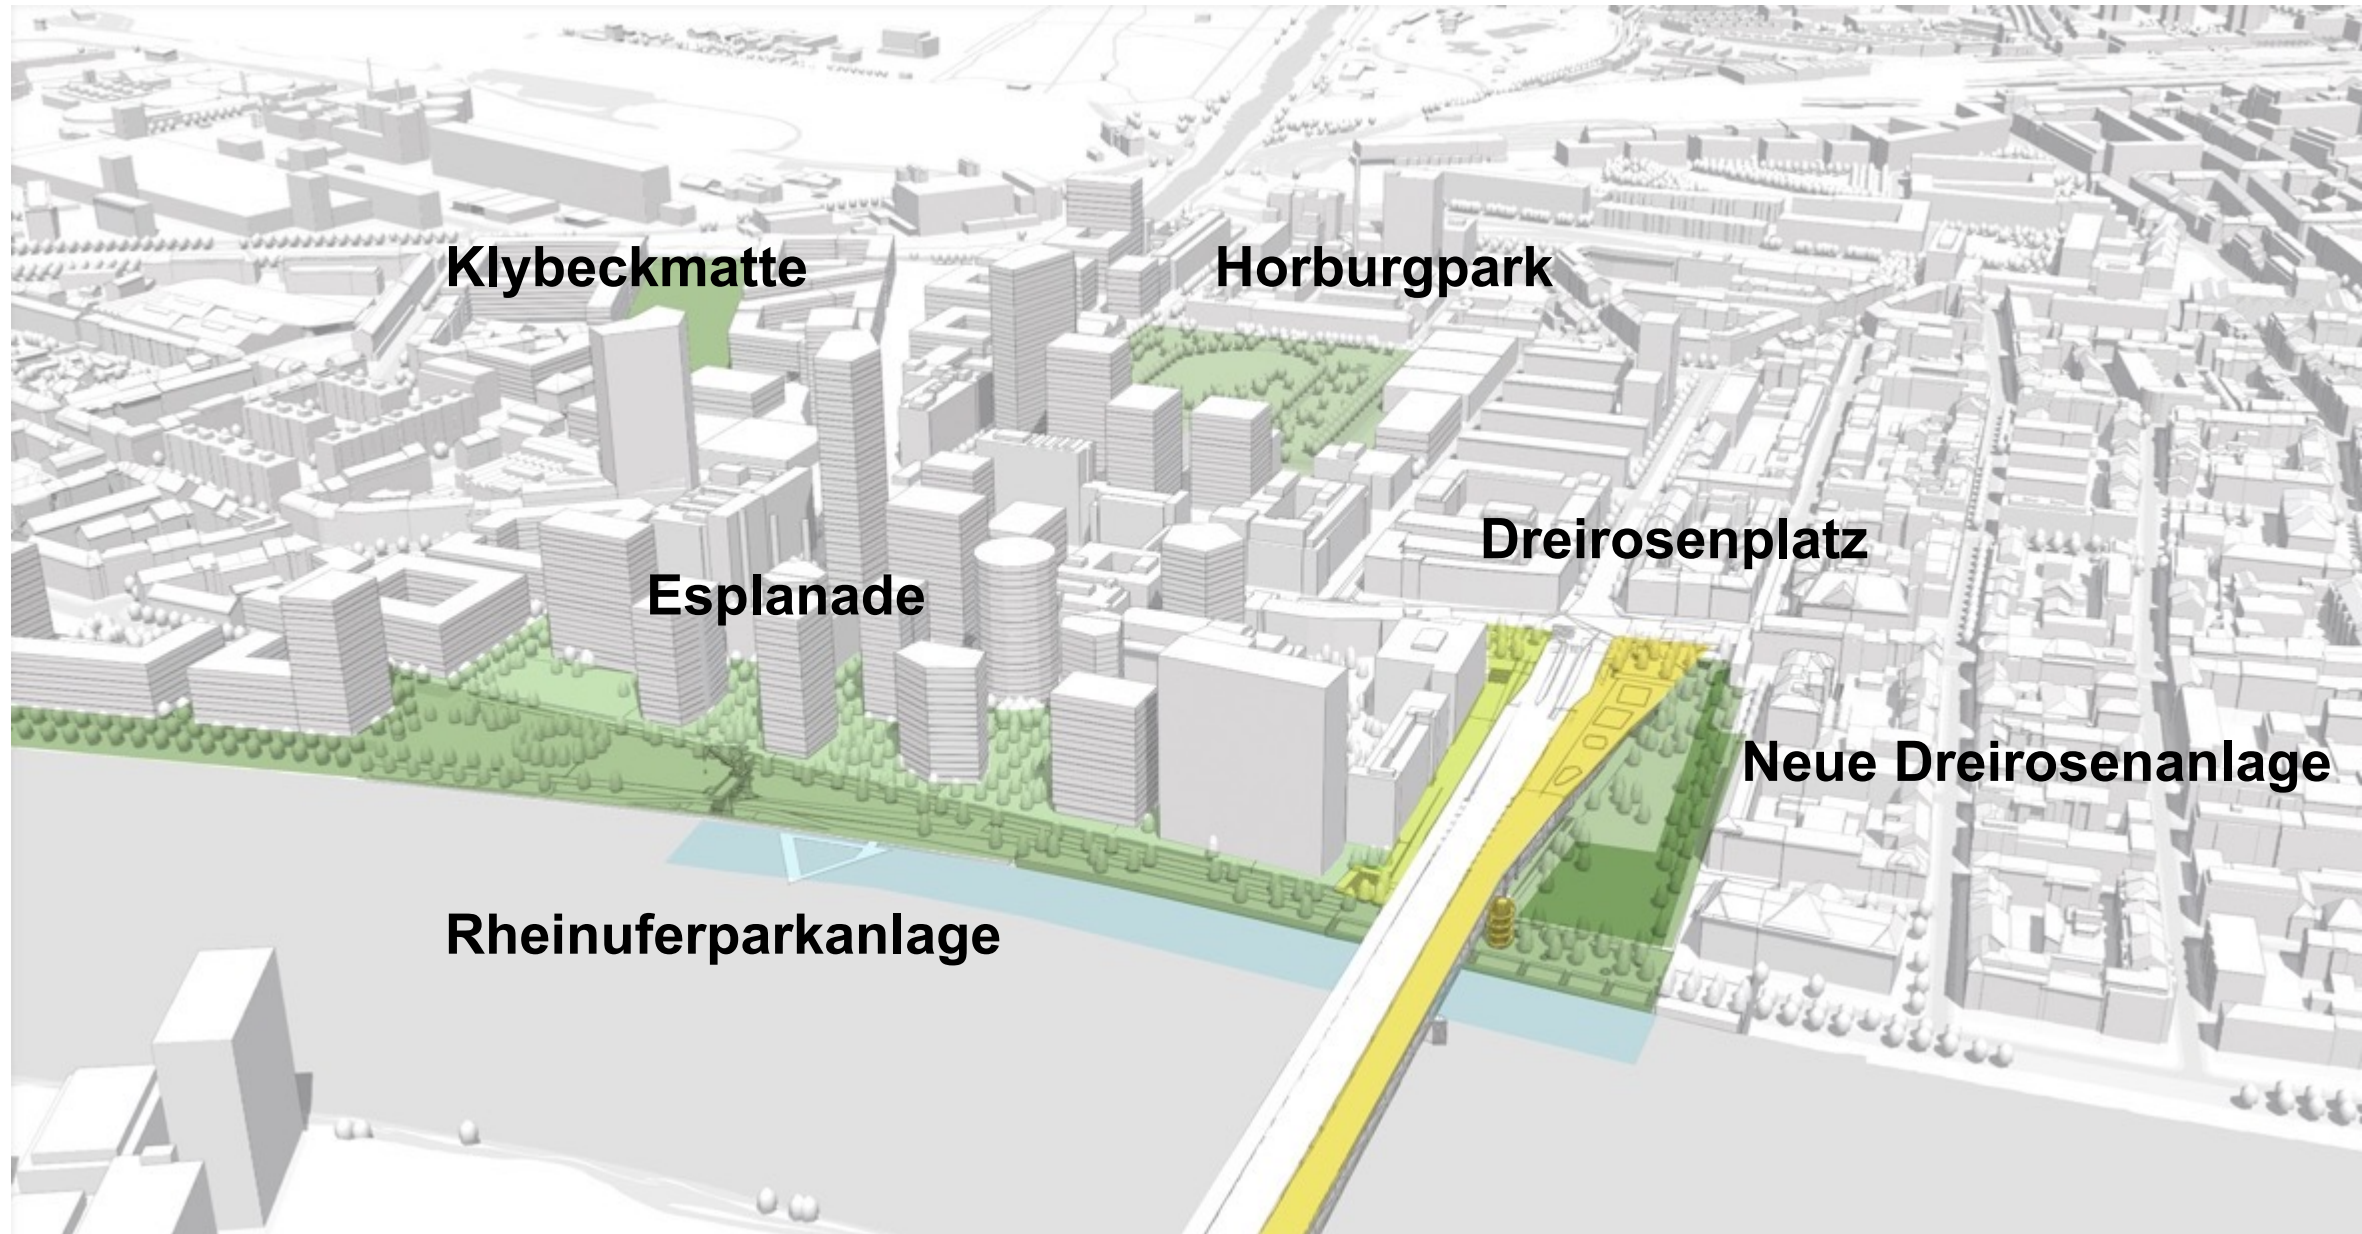 Klybeckmatte
Horburgpark
Dreirosenplatz
Esplanade
Neue Dreirosenanlage
Rheinuferparkanlage